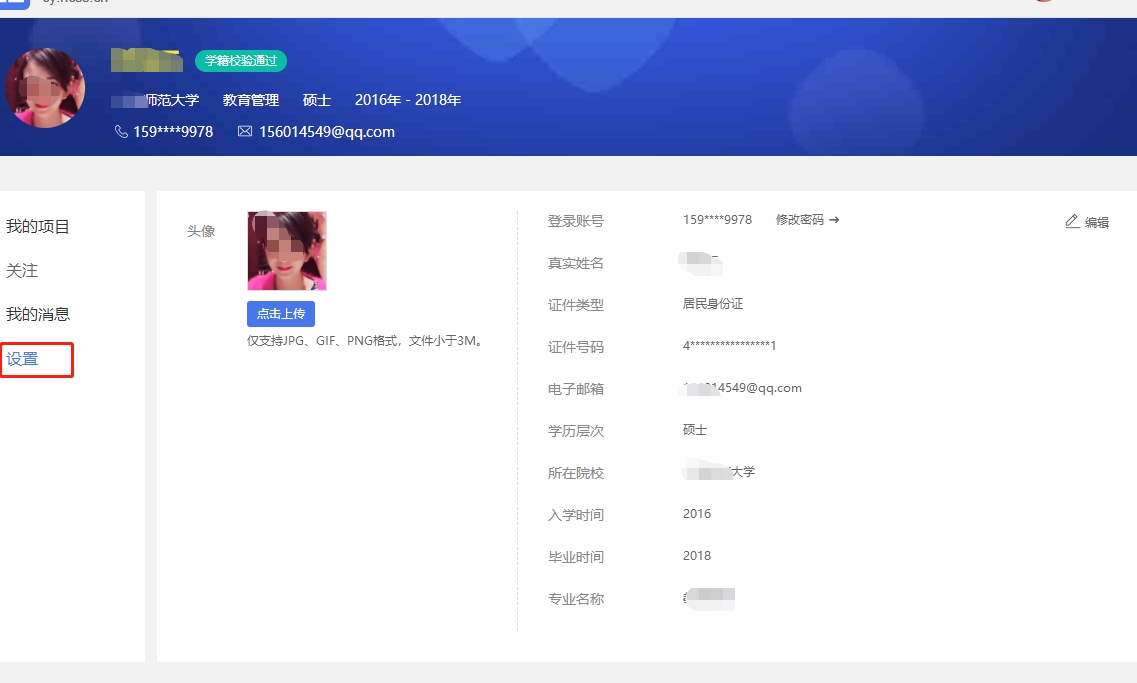 学籍校验通过
师范大学 教育管理 硕士 2016年 - 2018年
159****9978 156014549@qq.com
我的项目
关注
我的消息
设置
头像
点击上传
仅支持JPG、GIF、PNG格式，文件小于3M。
登录账号 159****9978 修改密码 →
编辑
真实姓名
证件类型 居民身份证
证件号码 4***************1
电子邮箱 14549@qq.com
学历层次 硕士
所在院校 大学
入学时间 2016
毕业时间 2018
专业名称